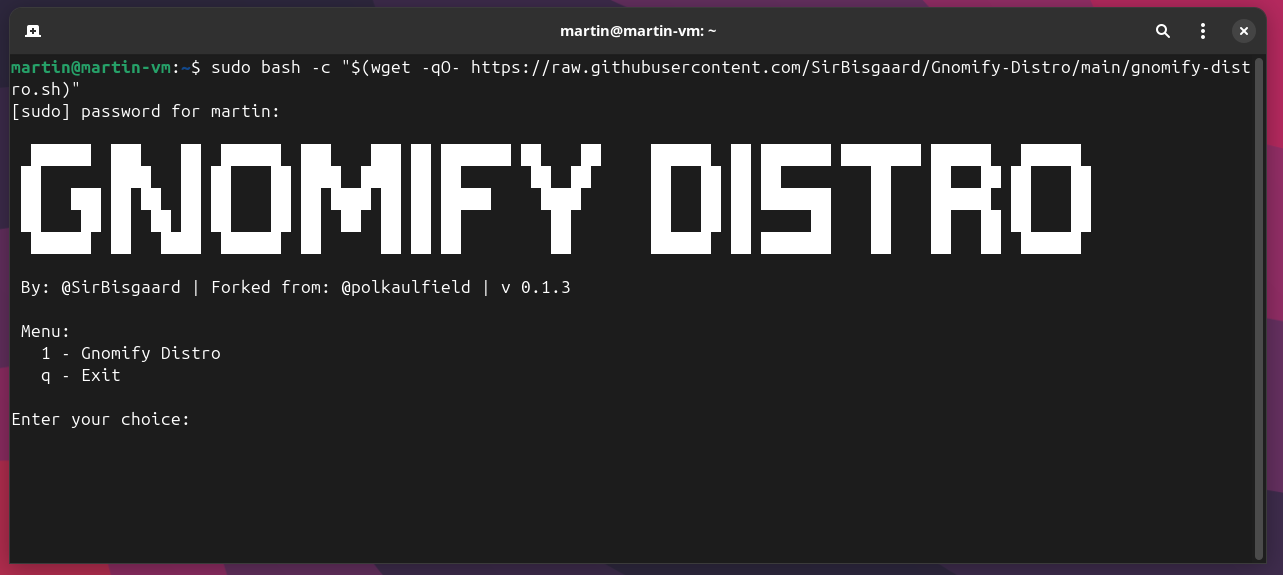 martin@martin-vm: ~
martin@martin-vm:~$ sudo bash -c "$(wget -qO- https://raw.githubusercontent.com/SirBisgaard/Gnomify-Distro/main/gnomify-dist
ro.sh)"
[sudo] password for martin:
GNOMIFY DISTRO
By: @SirBisgaard | Forked from: @polkaulfield | v 0.1.3
Menu:
1 - Gnomify Distro
q - Exit
Enter your choice: